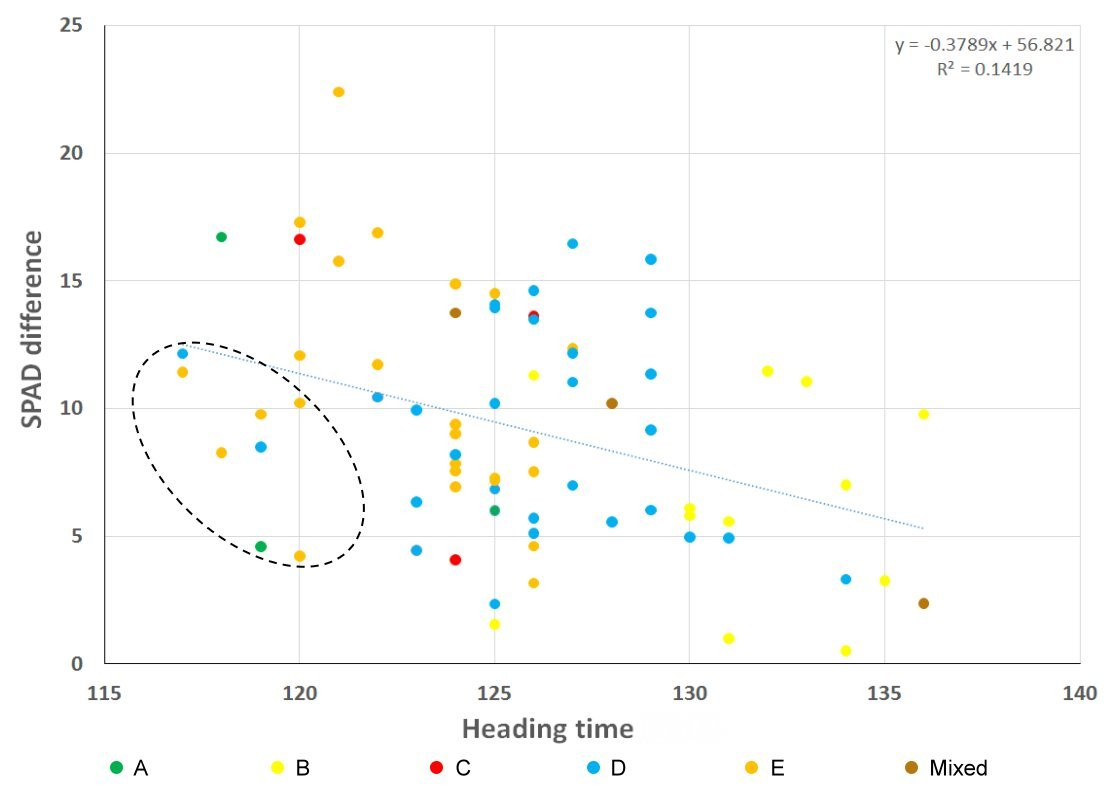 25
y = -0.3789x + 56.821
R² = 0.1419
20
15
10
5
0
SPAD difference
115 120 125 130 135 140
Heading time
A B C D E Mixed